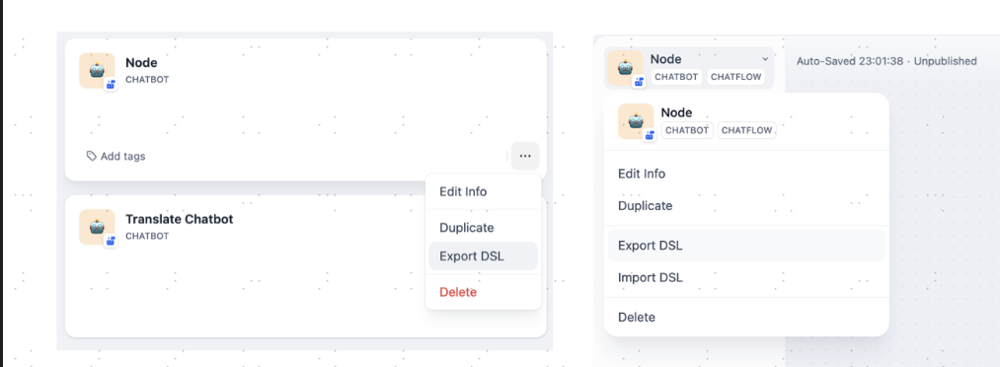 Node
CHATBOT
Add tags
...
Edit Info
Duplicate
Export DSL
Delete
Translate Chatbot
CHATBOT
Node
CHATBOT CHATFLOW
Auto-Saved 23:01:38 · Unpublished
Node
CHATBOT CHATFLOW
Edit Info
Duplicate
Export DSL
Import DSL
Delete